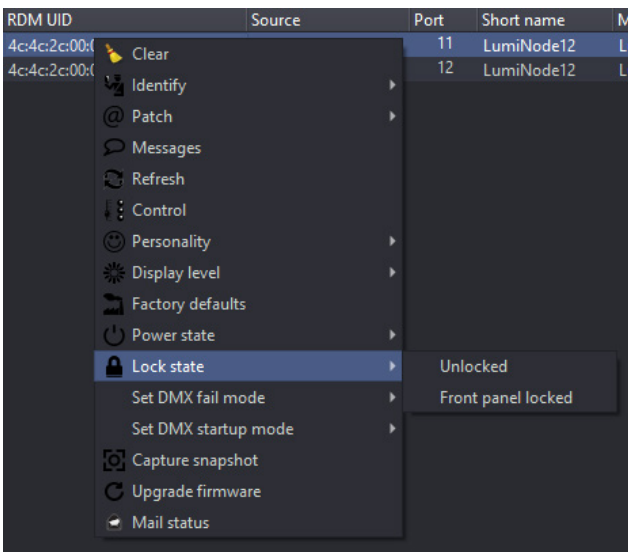 RDM UID Source Port Short name M
4c:4c:2c:00:0 11 LumiNode12 L
4c:4c:2c:00:0 12 LumiNode12 L
Clear
Identify
Patch
Messages
Refresh
Control
Personality
Display level
Factory defaults
Power state
Lock state Unlocked
Set DMX fail mode Front panel locked
Set DMX startup mode
Capture snapshot
Upgrade firmware
Mail status